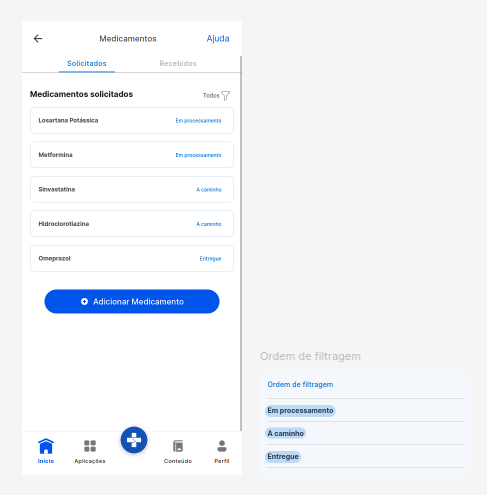 Medicamentos
Ajuda
Solicitados
Recebidos
Medicamentos solicitados
Todos
Losartana Potássica
Em processamento
Metformina
Em processamento
Sinvastatina
A caminho
Hidroclorotiazina
A caminho
Omeprazol
Entregue
Adicionar Medicamento
Início
Aplicações
Conteúdo
Perfil
Ordem de filtragem
Ordem de filtragem
Em processamento
A caminho
Entregue